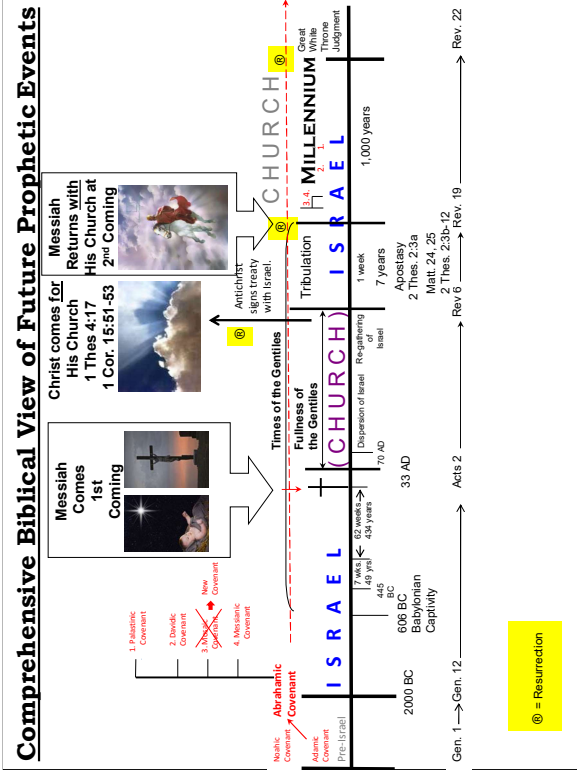 Comprehensive Biblical View of Future Prophetic Events
Messiah
Comes
1st
Coming
Christ comes for
His Church
1 Thes 4:17
1 Cor. 15:51-53
Messiah
Returns with
His Church at
2nd Coming
1. Palastinic
Covenant
2. Davidic
Covenant
3. Mosaic
Covenant
New
Covenant
4. Messianic
Covenant
Noahic
Covenant
Adamic
Covenant
Abrahamic
Covenant
Times of the Gentiles
Fullness of
the Gentiles
®
Antichrist
signs treaty
with Israel.
®
CHURCH
®
Great
White
Throne
Judgment
Tribulation
3. 4.
MILLENNIUM
2. 1.
Pre-Israel
ISRAEL
(CHURCH)
ISRAEL
7 wks.
49 yrs
62 weeks
434 years
Dispersion of Israel
Re-gathering of
Israel
1 week
1,000 years
2000 BC
606 BC
Babylonian
Captivity
445
BC
33 AD
70 AD
7 years
Apostasy
2 Thes. 2:3a
Matt. 24, 25
2 Thes. 2:3b-12
Gen. 1
Gen. 12
Acts 2
Rev 6
Rev. 19
Rev. 22
® = Resurrection